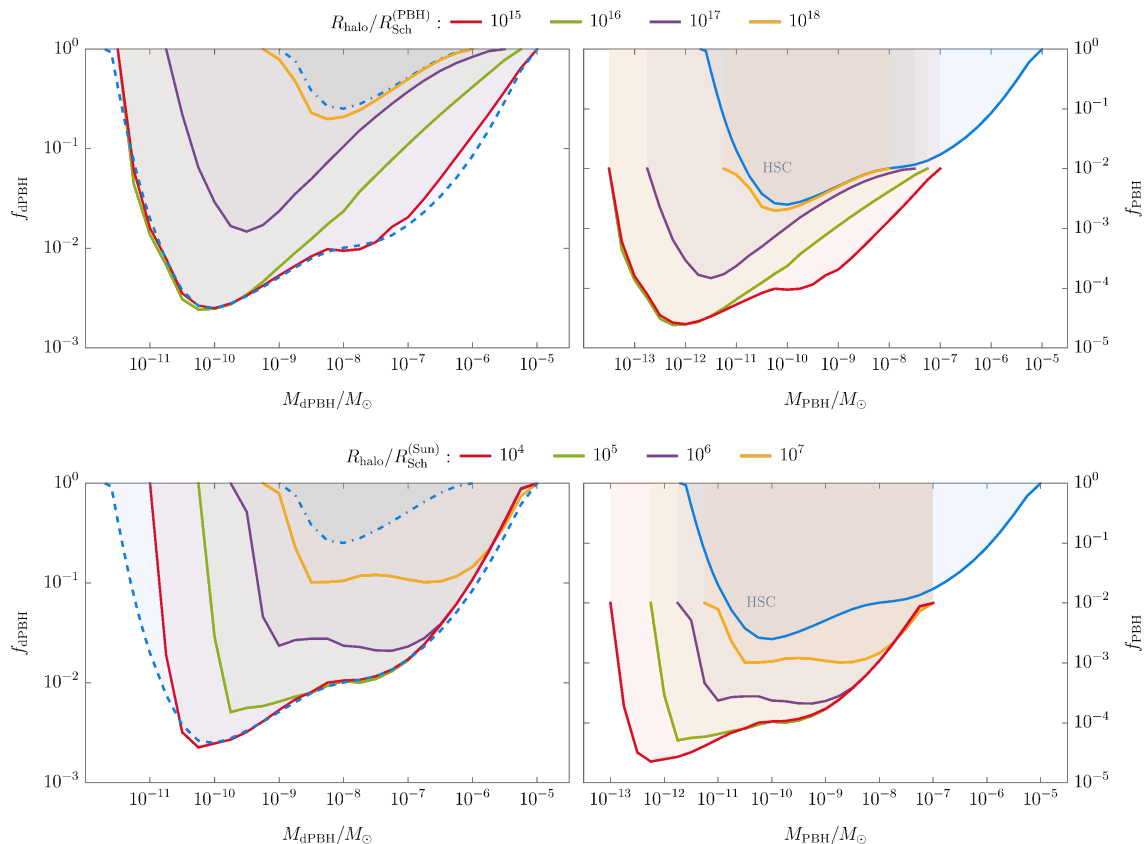 R_halo/R_Sch^(PBH) : 10^15 10^16 10^17 10^18
10^0 10^0
10^−1 10^−1
10^−2 HSC 10^−2
10^−3
10^−4
10^−3 10^−5
f_dPBH f_PBH
10^−11 10^−10 10^−9 10^−8 10^−7 10^−6 10^−5 10^−13 10^−12 10^−11 10^−10 10^−9 10^−8 10^−7 10^−6 10^−5
M_dPBH/M_⊙ M_PBH/M_⊙
R_halo/R_Sch^(Sun) : 10^4 10^5 10^6 10^7
10^0 10^0
10^−1 10^−1
HSC 10^−2
10^−2 10^−3
10^−4
10^−3 10^−5
f_dPBH f_PBH
10^−11 10^−10 10^−9 10^−8 10^−7 10^−6 10^−5 10^−13 10^−12 10^−11 10^−10 10^−9 10^−8 10^−7 10^−6 10^−5
M_dPBH/M_⊙ M_PBH/M_⊙